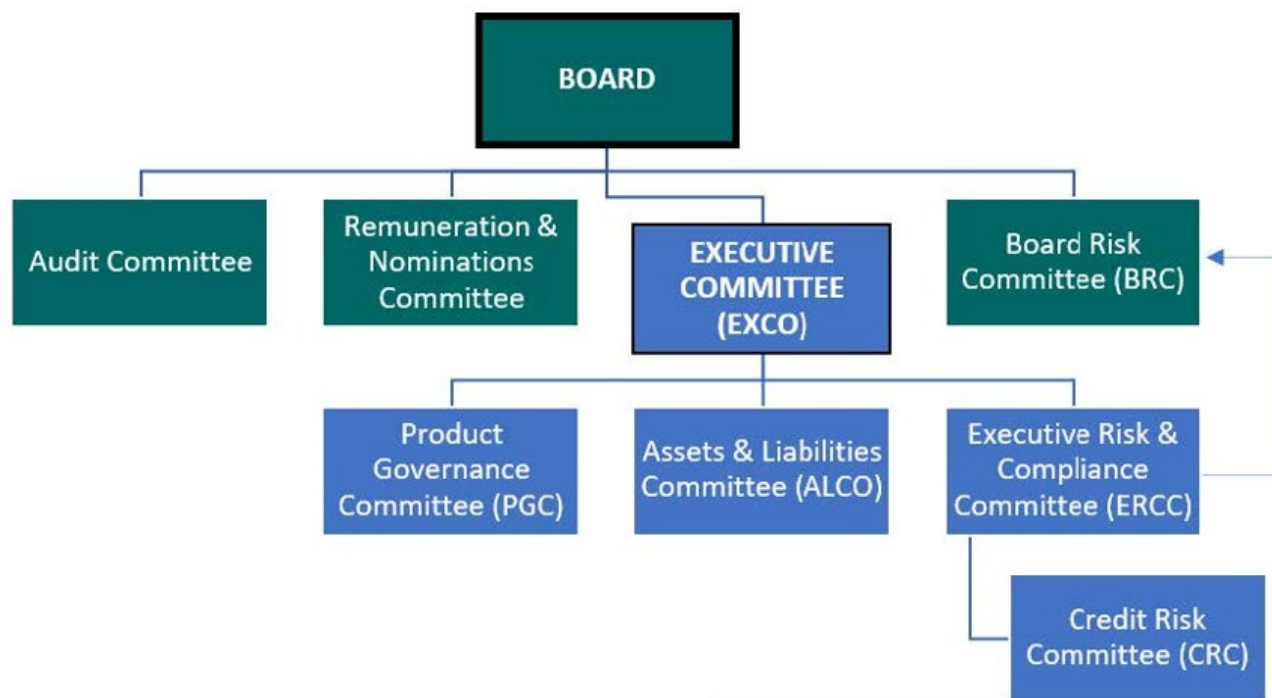 BOARD
Audit Committee
Remuneration &
Nominations
Committee
EXECUTIVE
COMMITTEE
(EXCO)
Board Risk
Committee (BRC)
Product
Governance
Committee (PGC)
Assets & Liabilities
Committee (ALCO)
Executive Risk &
Compliance
Committee (ERCC)
Credit Risk
Committee (CRC)